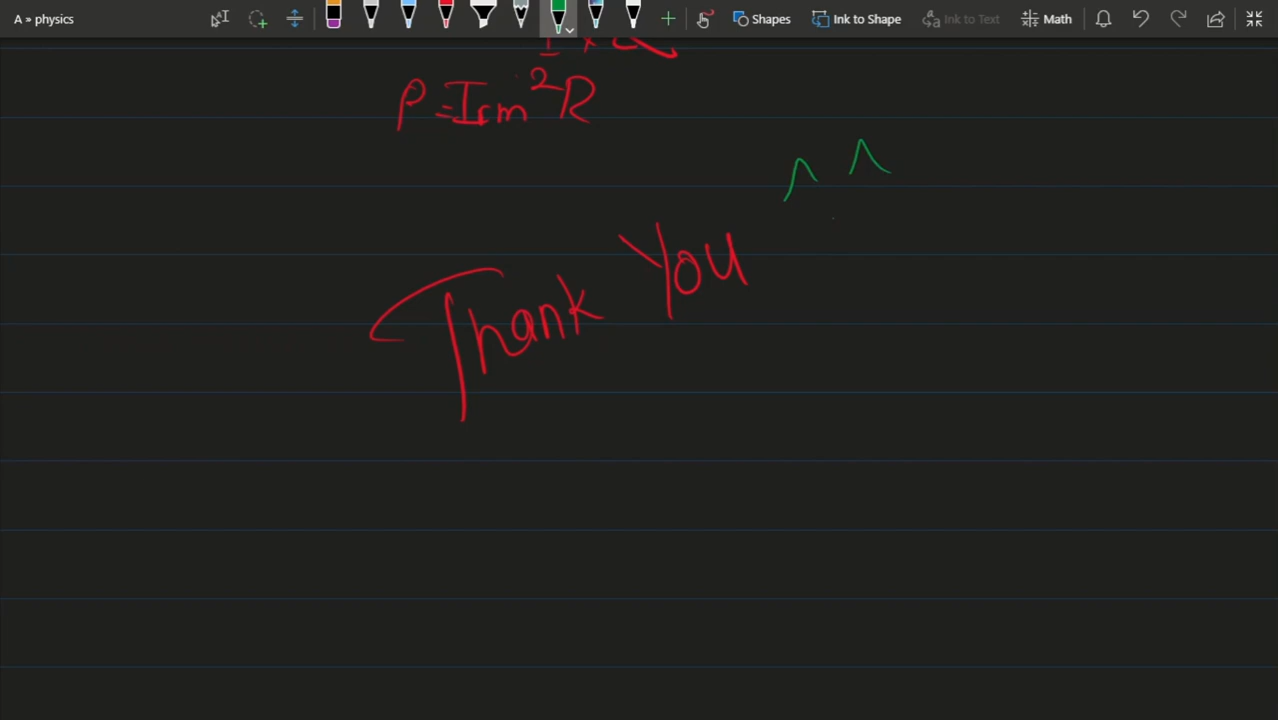 A » physics
Shapes Ink to Shape Ink to Text Math
P = Irm²R
Thank You